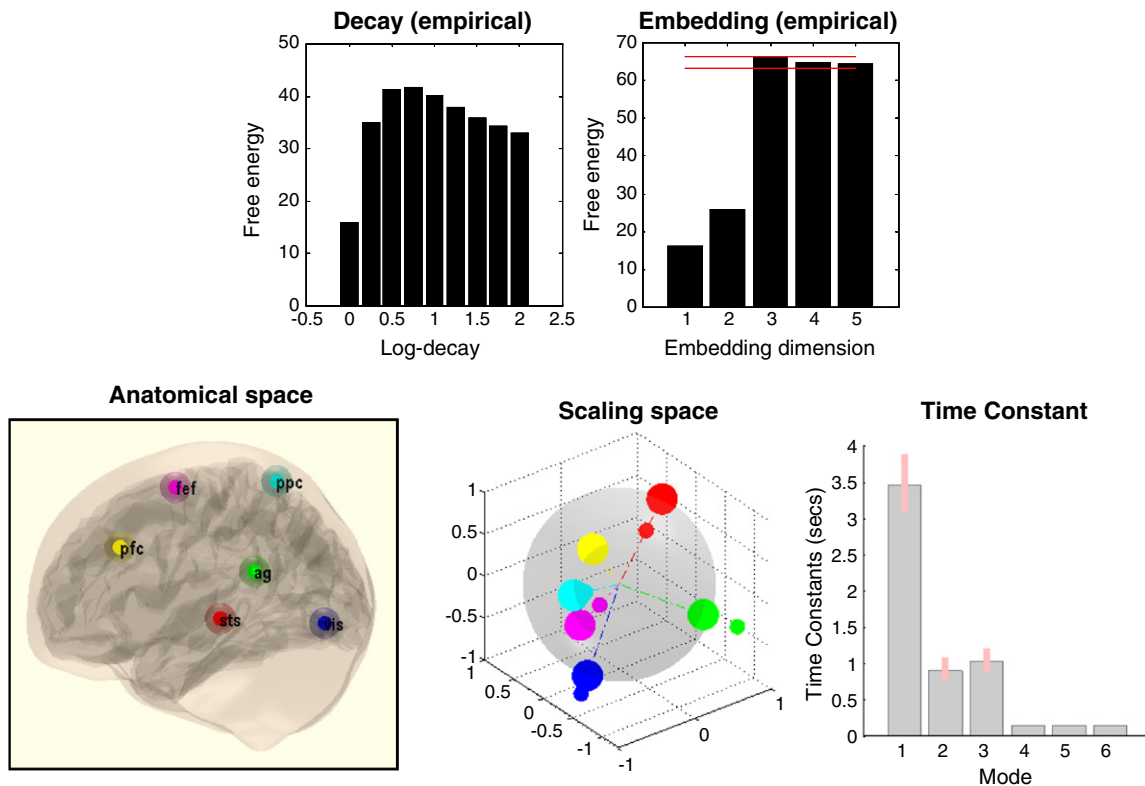 Decay (empirical)
50
40
30
20
10
0
Free energy
-0.5 0 0.5 1 1.5 2 2.5
Log-decay
Embedding (empirical)
70
60
50
40
30
20
10
0
Free energy
1 2 3 4 5
Embedding dimension
Anatomical space
fef
ppc
pfc
ag
sts
vis
Scaling space
1
0.5
0
-0.5
-1
1
0.5
0
-0.5
-1
-1
0
1
Time Constant
4
3.5
3
2.5
2
1.5
1
0.5
0
Time Constants (secs)
1 2 3 4 5 6
Mode